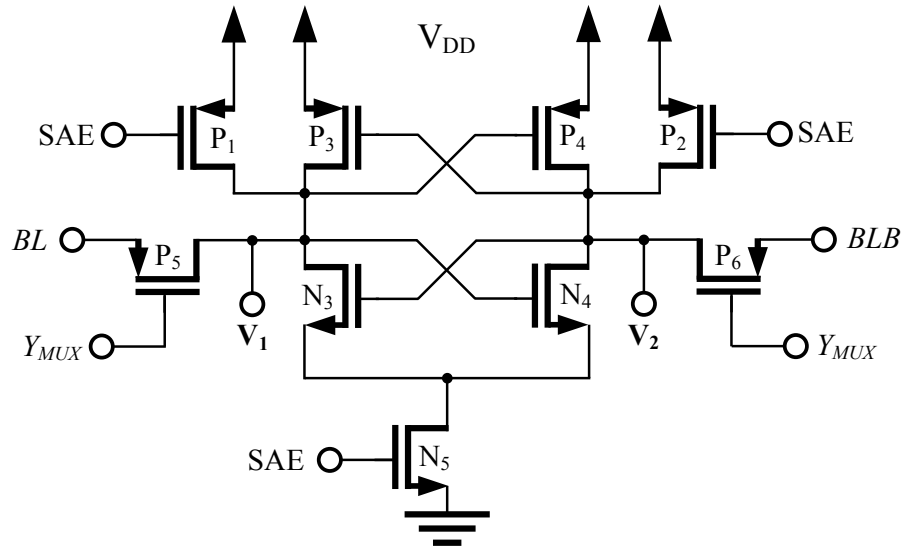 V_DD
SAE P_1 P_3 P_4 P_2 SAE
BL P_5 P_6 BLB
N_3 N_4
Y_MUX V_1 V_2 Y_MUX
SAE N_5